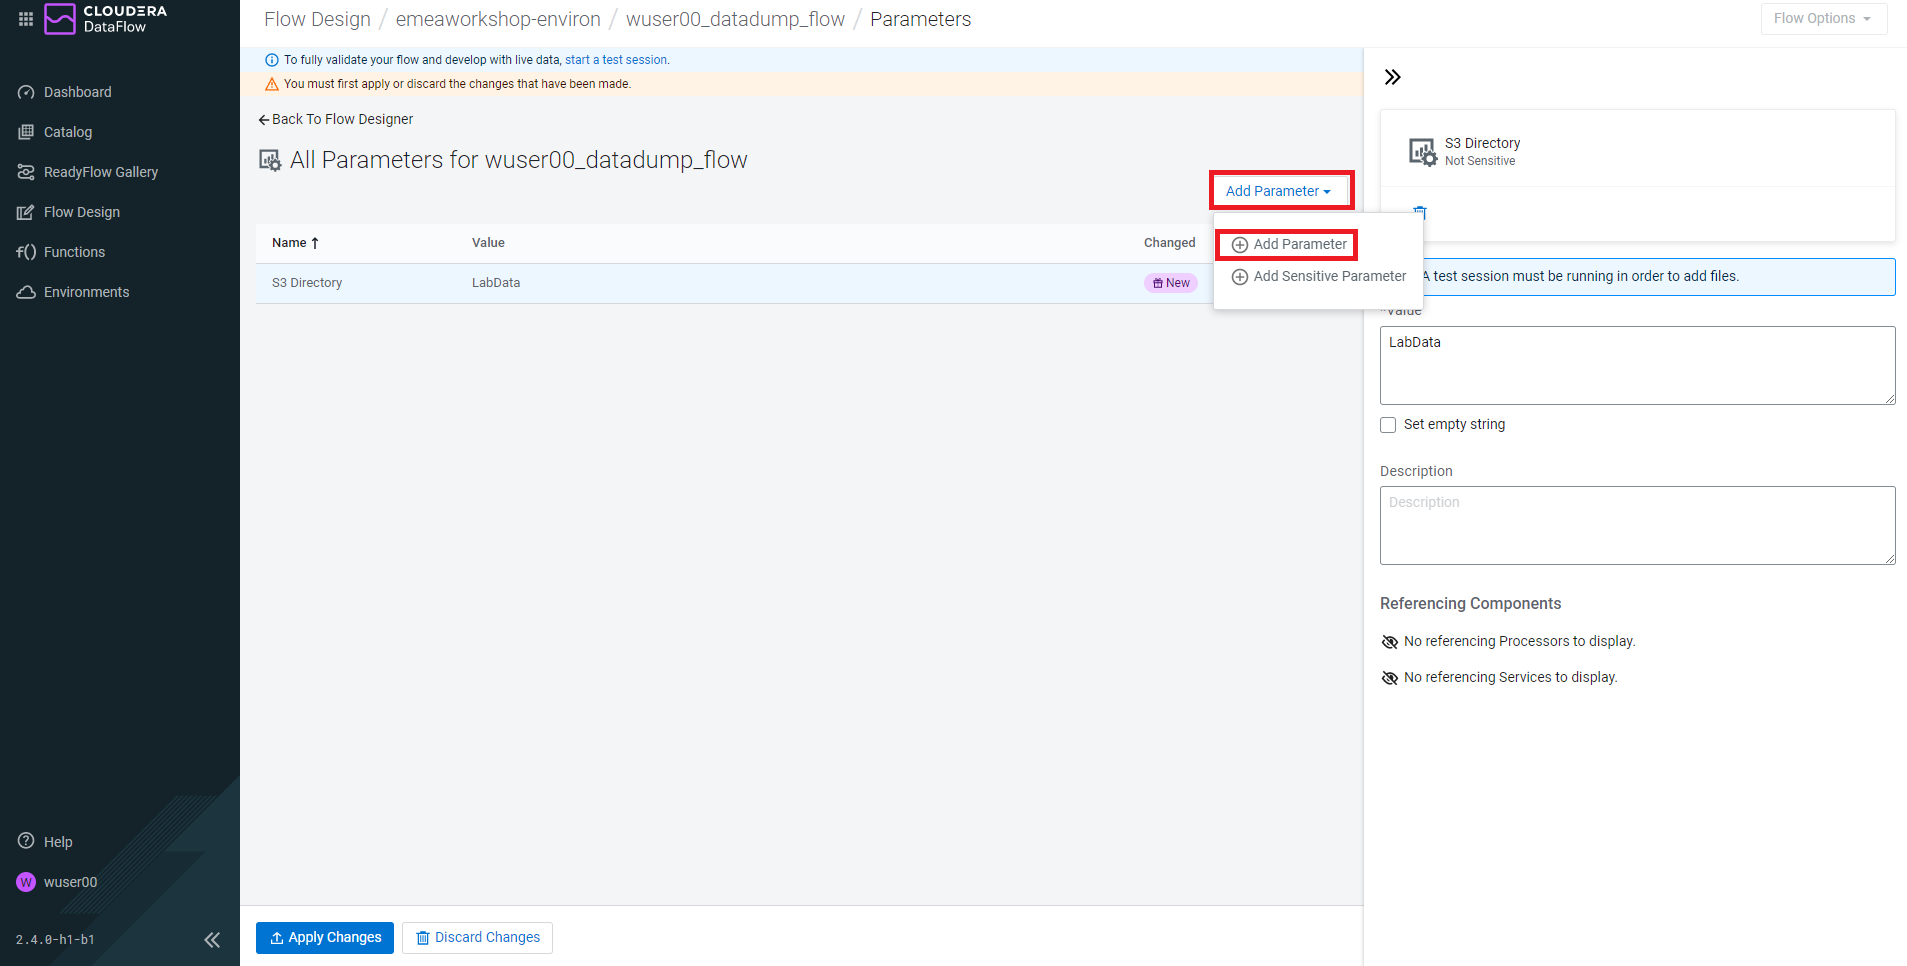 CLOUDERA
DataFlow
Dashboard
Catalog
ReadyFlow Gallery
Flow Design
f() Functions
Environments
Help
W wuser00
2.4.0-h1-b1
Flow Design / emeaworkshop-environ / wuser00_datadump_flow / Parameters
Flow Options
To fully validate your flow and develop with live data, start a test session.
You must first apply or discard the changes that have been made.
Back To Flow Designer
All Parameters for wuser00_datadump_flow
Add Parameter
Add Parameter
Add Sensitive Parameter
Name Value Changed
S3 Directory LabData New
Apply Changes Discard Changes
S3 Directory
Not Sensitive
A test session must be running in order to add files.
*Value
LabData
Set empty string
Description
Description
Referencing Components
No referencing Processors to display.
No referencing Services to display.